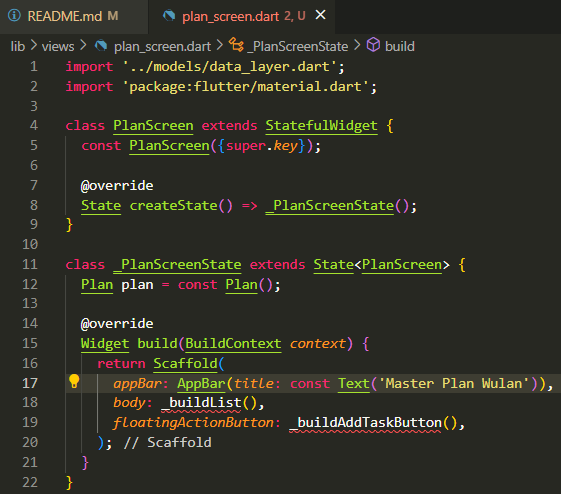 README.md M plan_screen.dart 2, U
lib > views > plan_screen.dart > _PlanScreenState > build
1 import '../models/data_layer.dart';
2 import 'package:flutter/material.dart';
3
4 class PlanScreen extends StatefulWidget {
5 const PlanScreen({super.key});
6
7 @override
8 State createState() => _PlanScreenState();
9 }
10
11 class _PlanScreenState extends State<PlanScreen> {
12 Plan plan = const Plan();
13
14 @override
15 Widget build(BuildContext context) {
16 return Scaffold(
17 appBar: AppBar(title: const Text('Master Plan Wulan')),
18 body: _buildList(),
19 floatingActionButton: _buildAddTaskButton(),
20 ); // Scaffold
21 }
22 }